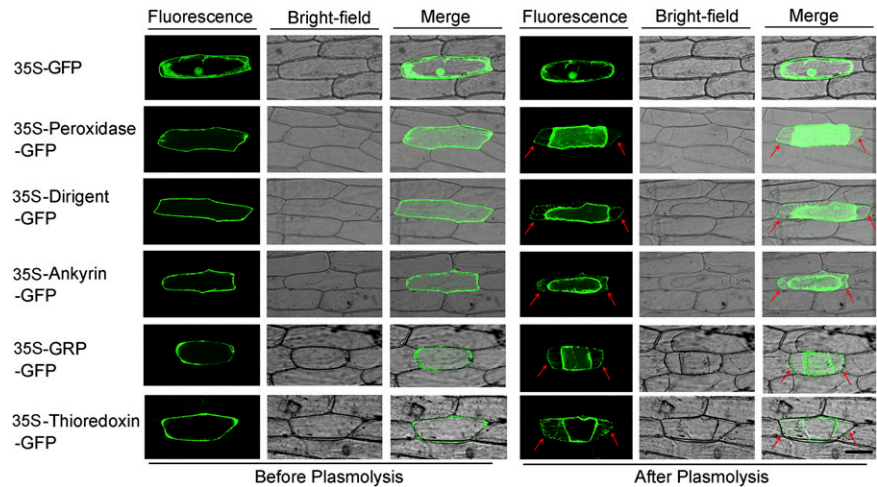 Fluorescence Bright-field Merge Fluorescence Bright-field Merge
35S-GFP
35S-Peroxidase
-GFP
35S-Dirigent
-GFP
35S-Ankyrin
-GFP
35S-GRP
-GFP
35S-Thioredoxin
-GFP
Before Plasmolysis After Plasmolysis